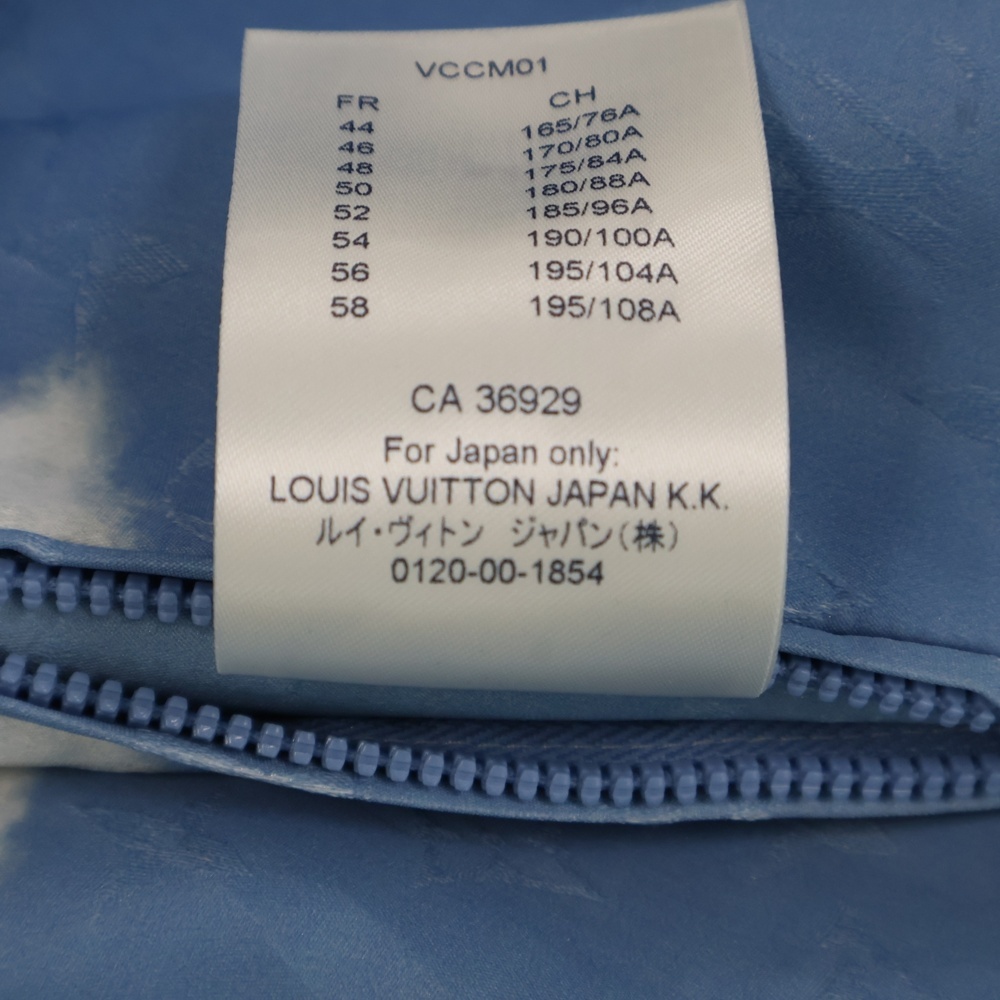 VCCM01
FR CH
44 165/76A
46 170/80A
48 175/84A
50 180/88A
52 185/96A
54 190/100A
56 195/104A
58 195/108A
CA 36929
For Japan only:
LOUIS VUITTON JAPAN K.K.
ルイ・ヴィトン ジャパン(株)
0120-00-1854